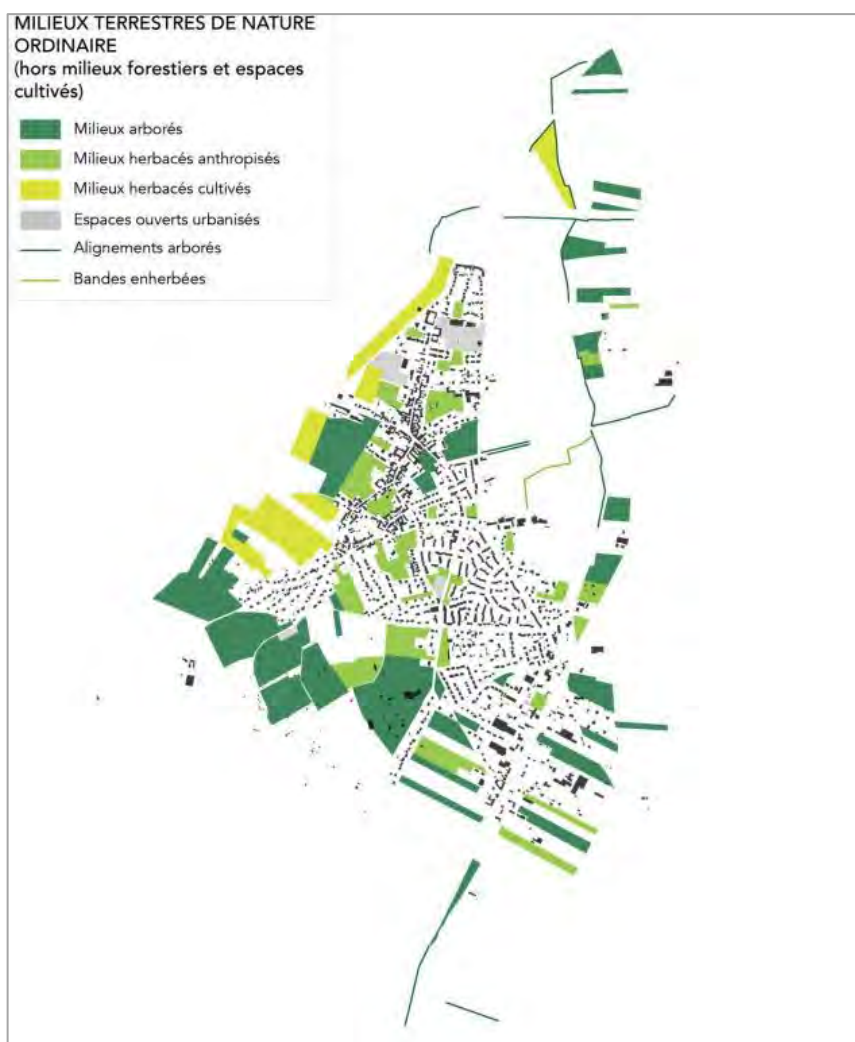 MILIEUX TERRESTRES DE NATURE
ORDINAIRE
(hors milieux forestiers et espaces
cultivés)
Milieux arborés
Milieux herbacés anthropisés
Milieux herbacés cultivés
Espaces ouverts urbanisés
Alignements arborés
Bandes enherbées